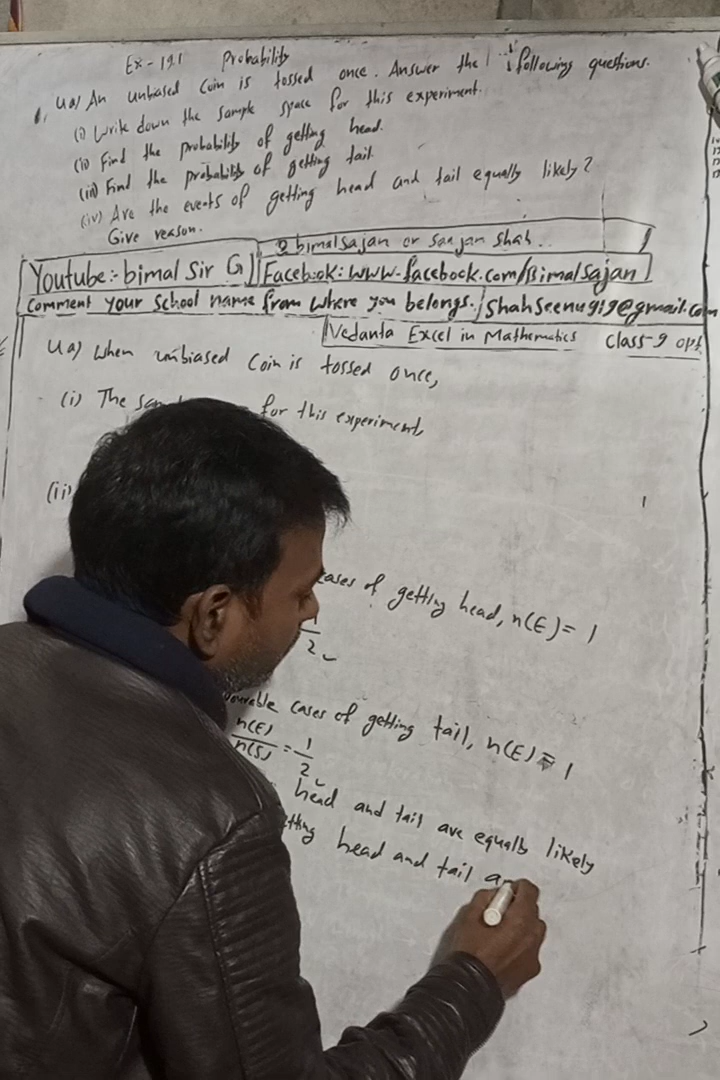 Ex-19.1 Probability
4a) An unbiased Coin is tossed once. Answer the following questions.
(i) Write down the sample space for this experiment.
(ii) Find the probability of getting head.
(iii) Find the probability of getting tail.
(iv) Are the events of getting head and tail equally likely?
Give reason.
bimalsajan or Sanjan Shah..
Youtube:- bimal Sir G
Facebook: www.facebook.com/Bimalsajan
Comment your School name from where you belongs. / Shahseenu919@gmail.com
Vedanta Excel in Mathematics Class-9 opt
4a) When unbiased Coin is tossed once,
(i) The for this experiment,
(ii)
cases of getting head, n(E) = 1
1/2
cases of getting tail, n(E) = 1
n(E)/n(S) = 1/2
head and tail are equally likely
head and tail a